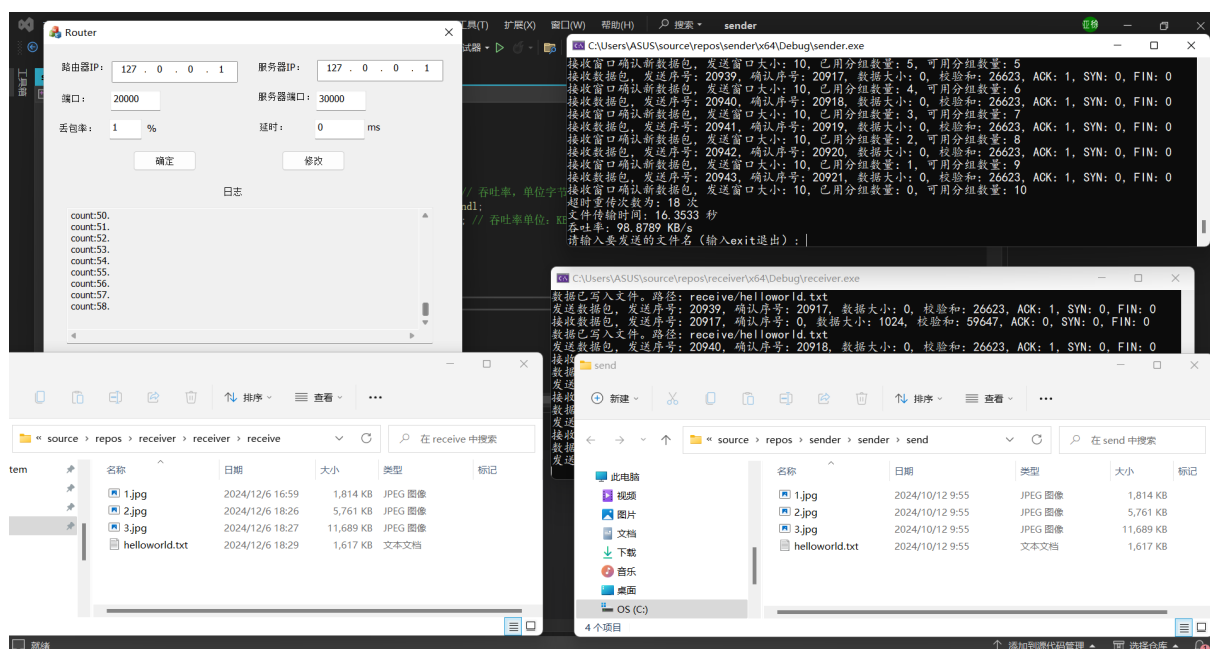 工具(T) 扩展(X) 窗口(W) 帮助(H) 搜索 sender
Router
路由器IP: 127 . 0 . 0 . 1 服务器IP: 127 . 0 . 0 . 1
端口: 20000 服务器端口: 30000
丢包率: 1 % 延时: 0 ms
确定 修改
日志
count:50.
count:51.
count:52.
count:53.
count:54.
count:55.
count:56.
count:57.
count:58.
工具箱
试器
// 吞吐率,单位字节
ndl;
; // 吞吐率单位:KB
C:\Users\ASUS\source\repos\sender\x64\Debug\sender.exe
接收窗口确认新数据包,发送窗口大小: 10, 已用分组数量: 5, 可用分组数量: 5
接收数据包, 发送序号: 20939, 确认序号: 20917, 数据大小: 0, 校验和: 26623, ACK: 1, SYN: 0, FIN: 0
接收窗口确认新数据包,发送窗口大小: 10, 已用分组数量: 4, 可用分组数量: 6
接收数据包, 发送序号: 20940, 确认序号: 20918, 数据大小: 0, 校验和: 26623, ACK: 1, SYN: 0, FIN: 0
接收窗口确认新数据包,发送窗口大小: 10, 已用分组数量: 3, 可用分组数量: 7
接收数据包, 发送序号: 20941, 确认序号: 20919, 数据大小: 0, 校验和: 26623, ACK: 1, SYN: 0, FIN: 0
接收窗口确认新数据包,发送窗口大小: 10, 已用分组数量: 2, 可用分组数量: 8
接收数据包, 发送序号: 20942, 确认序号: 20920, 数据大小: 0, 校验和: 26623, ACK: 1, SYN: 0, FIN: 0
接收窗口确认新数据包,发送窗口大小: 10, 已用分组数量: 1, 可用分组数量: 9
接收数据包, 发送序号: 20943, 确认序号: 20921, 数据大小: 0, 校验和: 26623, ACK: 1, SYN: 0, FIN: 0
接收窗口确认新数据包,发送窗口大小: 10, 已用分组数量: 0, 可用分组数量: 10
超时重传次数为: 18 次
文件传输时间: 16.3533 秒
吞吐率: 98.8789 KB/s
请输入要发送的文件名(输入exit退出):
C:\Users\ASUS\source\repos\receiver\x64\Debug\receiver.exe
数据已写入文件。路径: receive/helloworld.txt
发送数据包, 发送序号: 20939, 确认序号: 20917, 数据大小: 0, 校验和: 26623, ACK: 1, SYN: 0, FIN: 0
接收数据包, 发送序号: 20917, 确认序号: 0, 数据大小: 1024, 校验和: 59647, ACK: 0, SYN: 0, FIN: 0
数据已写入文件。路径: receive/helloworld.txt
发送数据包, 发送序号: 20940, 确认序号: 20918, 数据大小: 0, 校验和: 26623, ACK: 1, SYN: 0, FIN: 0
接收
数据
发送
接收
数据
发送
接收
数据
发送
排序 查看 •••
« source › repos › receiver › receiver › receive 在 receive 中搜索
tem
名称 日期 大小 类型 标记
1.jpg 2024/12/6 16:59 1,814 KB JPEG 图像
2.jpg 2024/12/6 18:26 5,761 KB JPEG 图像
3.jpg 2024/12/6 18:27 11,689 KB JPEG 图像
helloworld.txt 2024/12/6 18:29 1,617 KB 文本文档
send
新建 排序 查看 •••
« source › repos › sender › sender › send 在 send 中搜索
此电脑
视频
图片
文档
下载
音乐
桌面
OS (C:)
名称 日期 类型 大小 标记
1.jpg 2024/10/12 9:55 JPEG 图像 1,814 KB
2.jpg 2024/10/12 9:55 JPEG 图像 5,761 KB
3.jpg 2024/10/12 9:55 JPEG 图像 11,689 KB
helloworld.txt 2024/10/12 9:55 文本文档 1,617 KB
4 个项目
就绪 添加到源代码管理 选择仓库